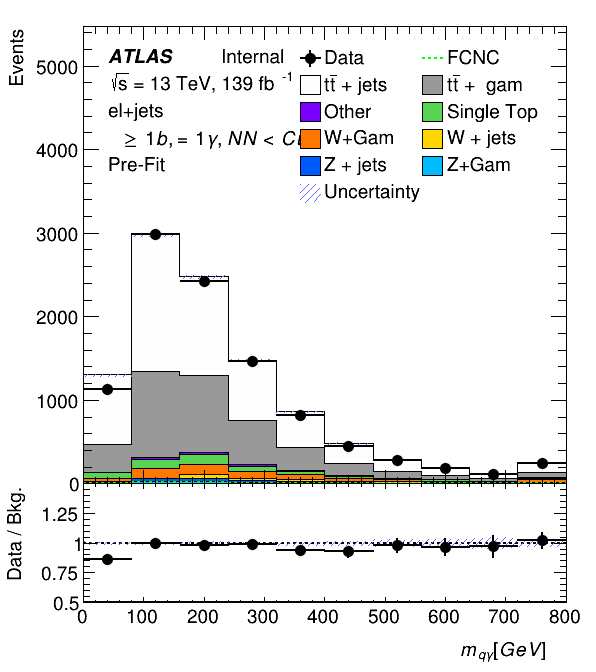 Events
5000
4000
3000
2000
1000
0
ATLAS Internal
√s = 13 TeV, 139 fb -1
el+jets
≥ 1b, = 1γ, NN <
Pre-Fit
Data
FCNC
tt̄ + jets
tt̄ + gam
Other
Single Top
W+Gam
W + jets
Z + jets
Z+Gam
Uncertainty
Data / Bkg.
1.25
1
0.75
0.5
0 100 200 300 400 500 600 700 800
mqγ[GeV]